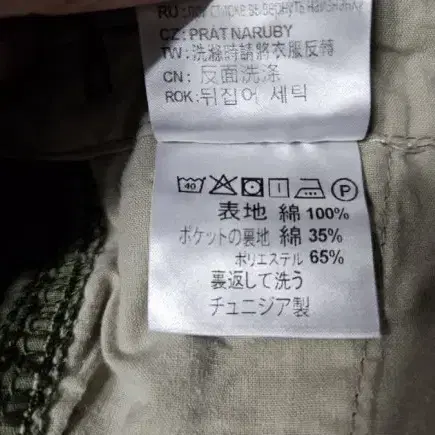 CZ: PRÁT NARUBY
TW: 洗滌時請將衣服反轉
CN: 反面洗涤
ROK: 뒤집어 세탁
40 P
表地 綿 100%
ポケットの裏地 綿 35%
ポリエステル 65%
裏返して洗う
チュニジア製